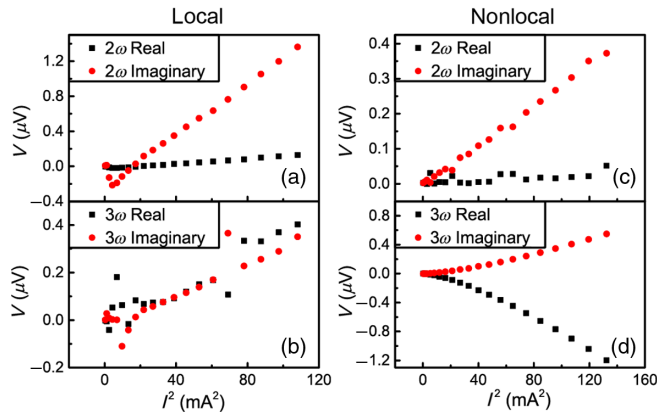 Local
Nonlocal
2ω Real
2ω Imaginary
V (μV)
1.2
0.8
0.4
0.0
−0.4
(a)
2ω Real
2ω Imaginary
V (μV)
0.4
0.3
0.2
0.1
0.0
(c)
3ω Real
3ω Imaginary
V (μV)
0.4
0.2
0.0
−0.2
(b)
0 40 80 120
I² (mA²)
3ω Real
3ω Imaginary
V (μV)
0.8
0.4
0.0
−0.4
−0.8
−1.2
(d)
0 40 80 120 160
I² (mA²)